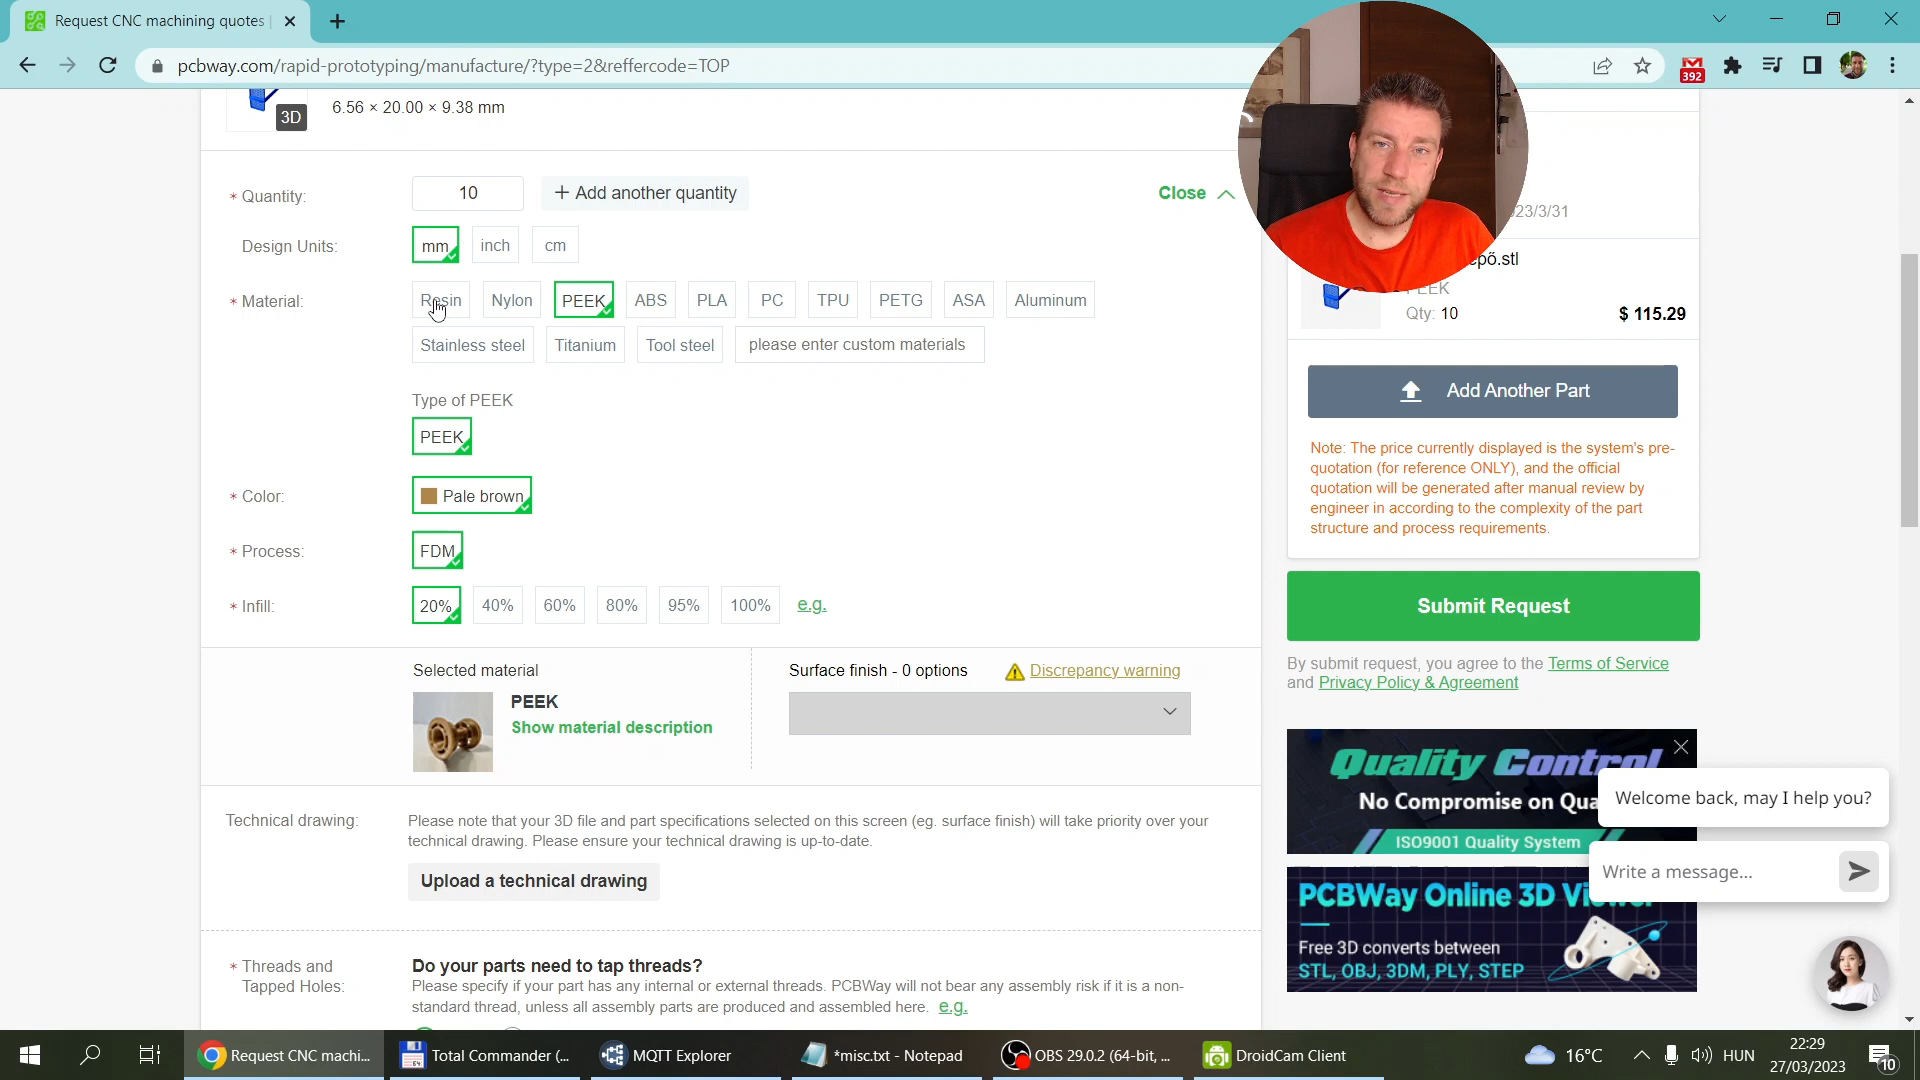 Request CNC machining quotes
pcbway.com/rapid-prototyping/manufacture/?type=2&reffercode=TOP
392
3D
6.56 × 20.00 × 9.38 mm
* Quantity:
10
+ Add another quantity
Close
Design Units:
mm
inch
cm
* Material:
Resin
Nylon
PEEK
ABS
PLA
PC
TPU
PETG
ASA
Aluminum
Stainless steel
Titanium
Tool steel
please enter custom materials
Type of PEEK
PEEK
* Color:
Pale brown
* Process:
FDM
* Infill:
20%
40%
60%
80%
95%
100%
e.g.
Selected material
PEEK
Show material description
Surface finish - 0 options
Discrepancy warning
Technical drawing:
Please note that your 3D file and part specifications selected on this screen (eg. surface finish) will take priority over your
technical drawing. Please ensure your technical drawing is up-to-date.
Upload a technical drawing
* Threads and
Tapped Holes:
Do your parts need to tap threads?
Please specify if your part has any internal or external threads. PCBWay will not bear any assembly risk if it is a non-
standard thread, unless all assembly parts are produced and assembled here. e.g.
23/3/31
epő.stl
PEEK
Qty: 10
$ 115.29
Add Another Part
Note: The price currently displayed is the system's pre-
quotation (for reference ONLY), and the official
quotation will be generated after manual review by
engineer in according to the complexity of the part
structure and process requirements.
Submit Request
By submit request, you agree to the Terms of Service
and Privacy Policy & Agreement
Quality Control
No Compromise on Qua
ISO9001 Quality System
Welcome back, may I help you?
Write a message...
PCBWay Online 3D Viewer
Free 3D converts between
STL, OBJ, 3DM, PLY, STEP
Request CNC machi...
Total Commander (...
MQTT Explorer
*misc.txt - Notepad
OBS 29.0.2 (64-bit, ...
DroidCam Client
16°C
HUN
22:29
27/03/2023
10